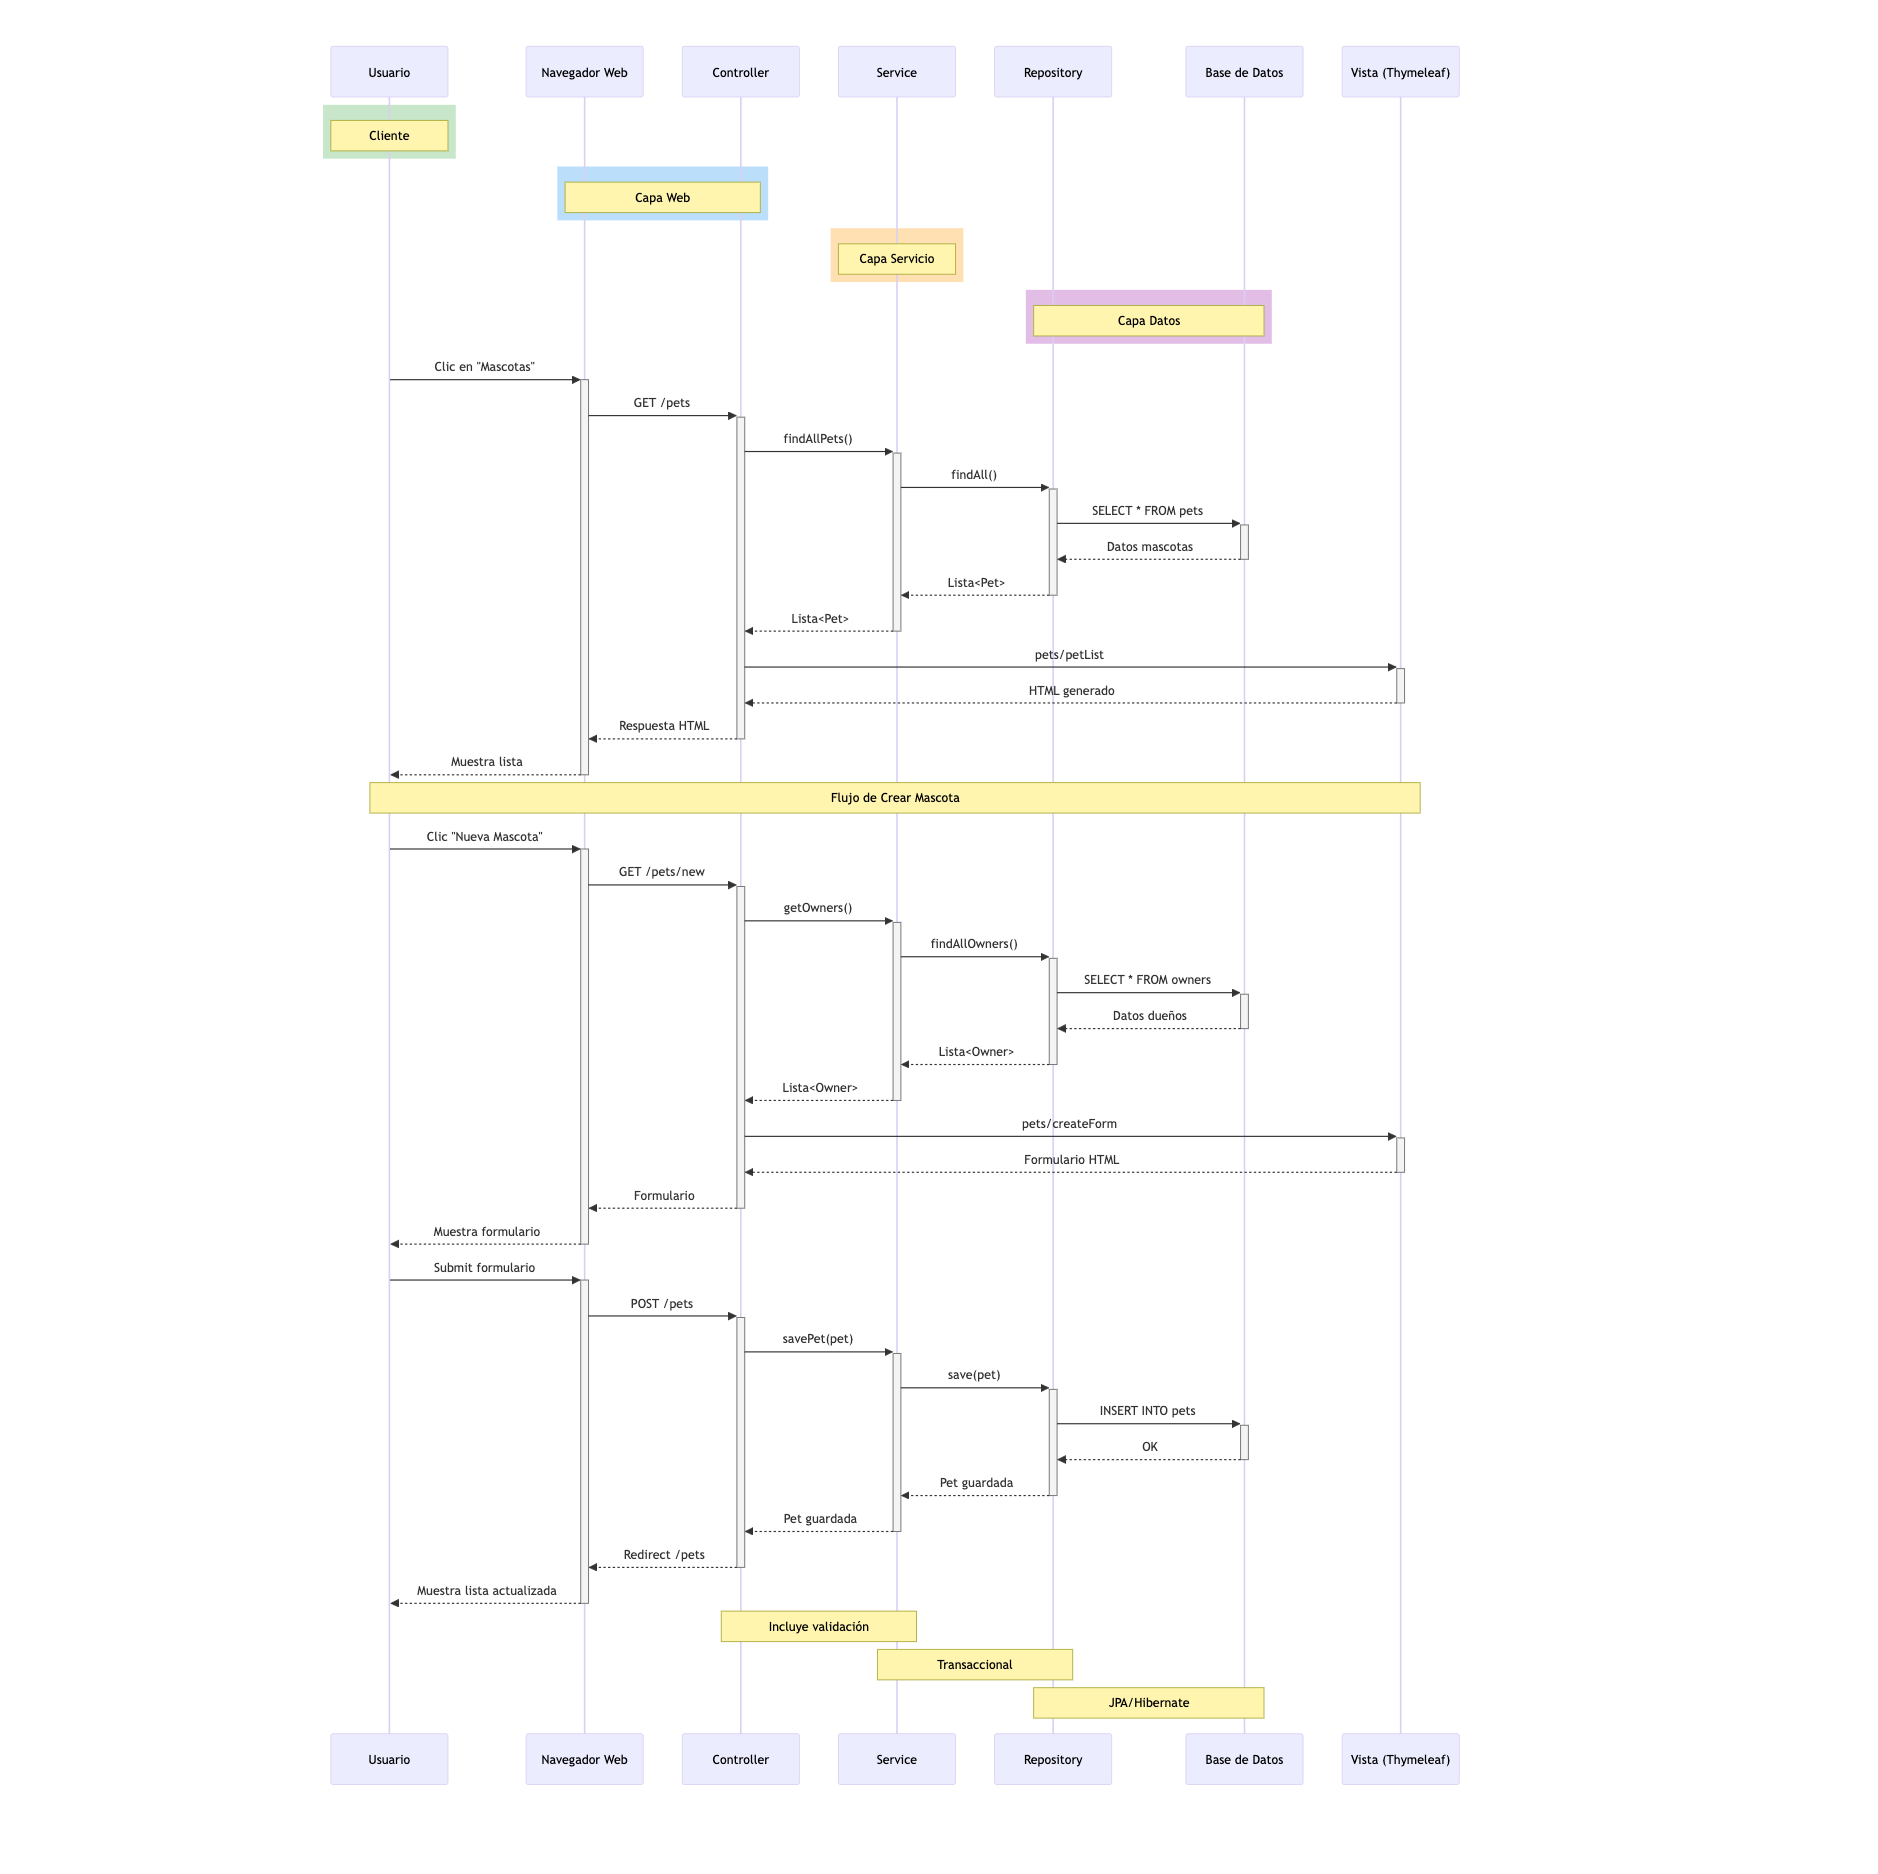 Usuario
Navegador Web
Controller
Service
Repository
Base de Datos
Vista (Thymeleaf)
Cliente
Capa Web
Capa Servicio
Capa Datos
Clic en "Mascotas"
GET /pets
findAllPets()
findAll()
SELECT * FROM pets
Datos mascotas
Lista<Pet>
Lista<Pet>
pets/petList
HTML generado
Respuesta HTML
Muestra lista
Flujo de Crear Mascota
Clic "Nueva Mascota"
GET /pets/new
getOwners()
findAllOwners()
SELECT * FROM owners
Datos dueños
Lista<Owner>
Lista<Owner>
pets/createForm
Formulario HTML
Formulario
Muestra formulario
Submit formulario
POST /pets
savePet(pet)
save(pet)
INSERT INTO pets
OK
Pet guardada
Pet guardada
Redirect /pets
Muestra lista actualizada
Incluye validación
Transaccional
JPA/Hibernate
Usuario
Navegador Web
Controller
Service
Repository
Base de Datos
Vista (Thymeleaf)